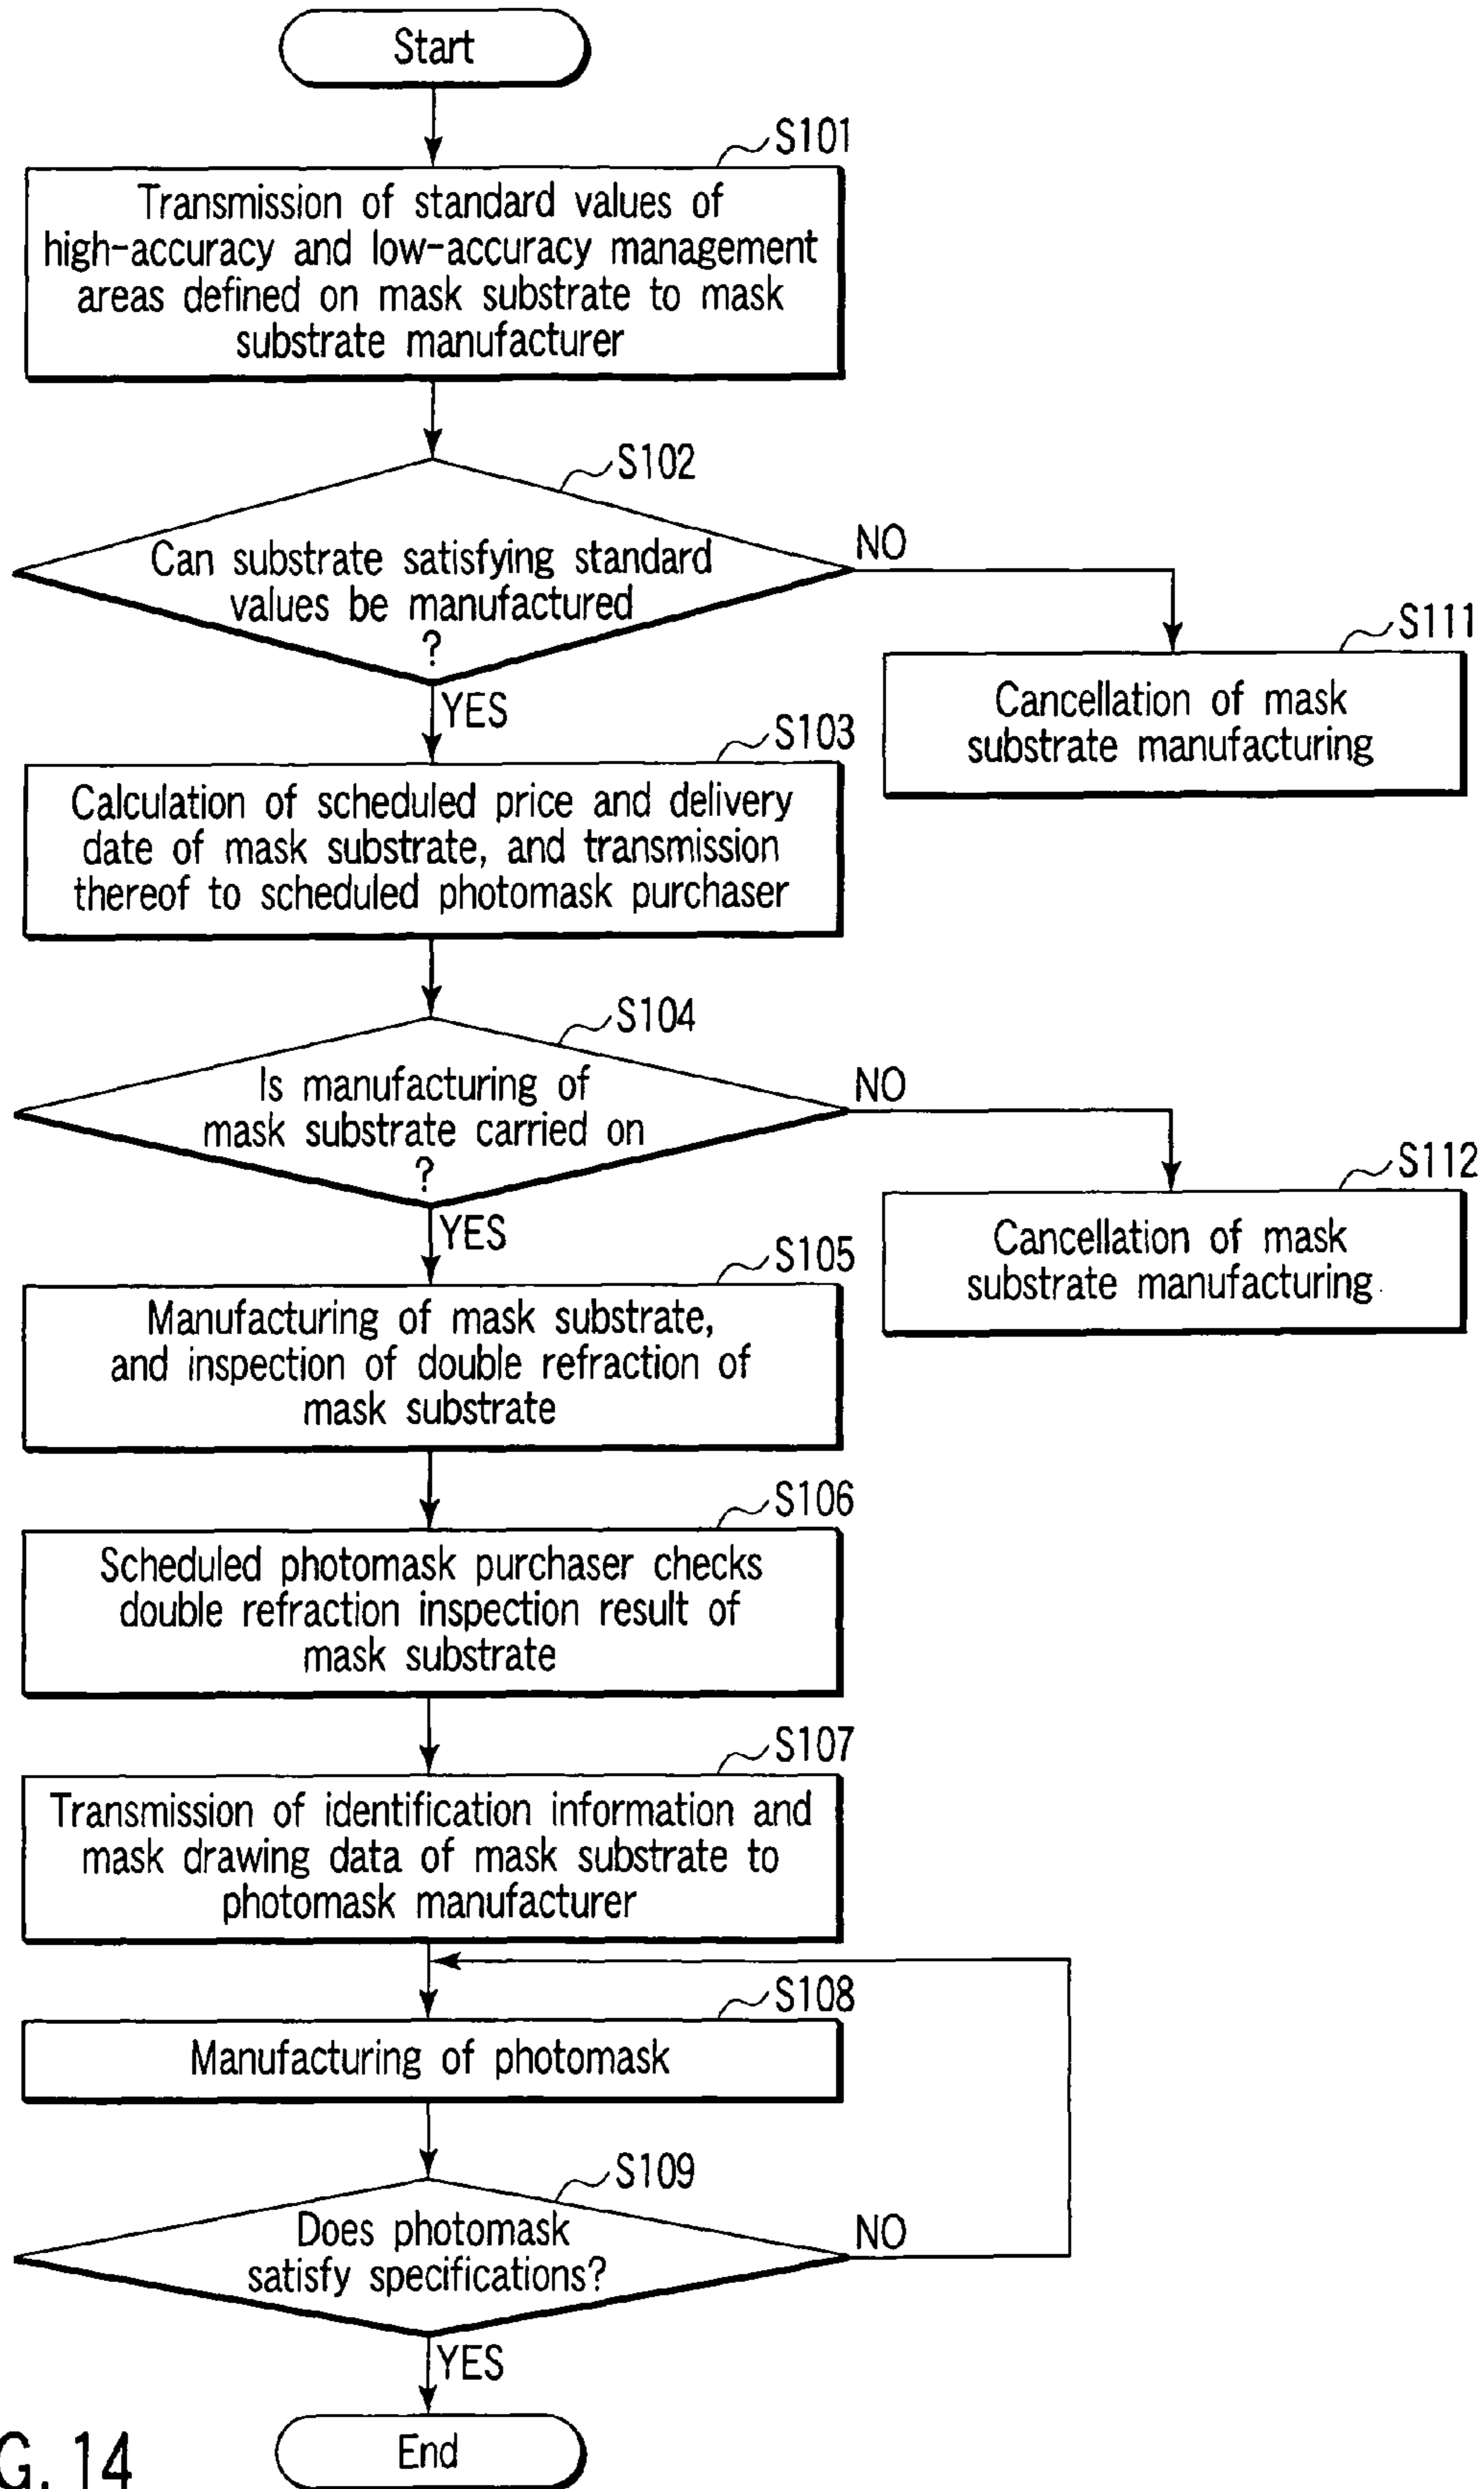 Start
S101
Transmission of standard values of
high-accuracy and low-accuracy management
areas defined on mask substrate to mask
substrate manufacturer
S102
Can substrate satisfying standard
values be manufactured
?
NO
YES
S111
Cancellation of mask
substrate manufacturing
S103
Calculation of scheduled price and delivery
date of mask substrate, and transmission
thereof to scheduled photomask purchaser
S104
Is manufacturing of
mask substrate carried on
?
NO
YES
S112
Cancellation of mask
substrate manufacturing
S105
Manufacturing of mask substrate,
and inspection of double refraction of
mask substrate
S106
Scheduled photomask purchaser checks
double refraction inspection result of
mask substrate
S107
Transmission of identification information and
mask drawing data of mask substrate to
photomask manufacturer
S108
Manufacturing of photomask
S109
Does photomask
satisfy specifications?
NO
YES
End
G. 14